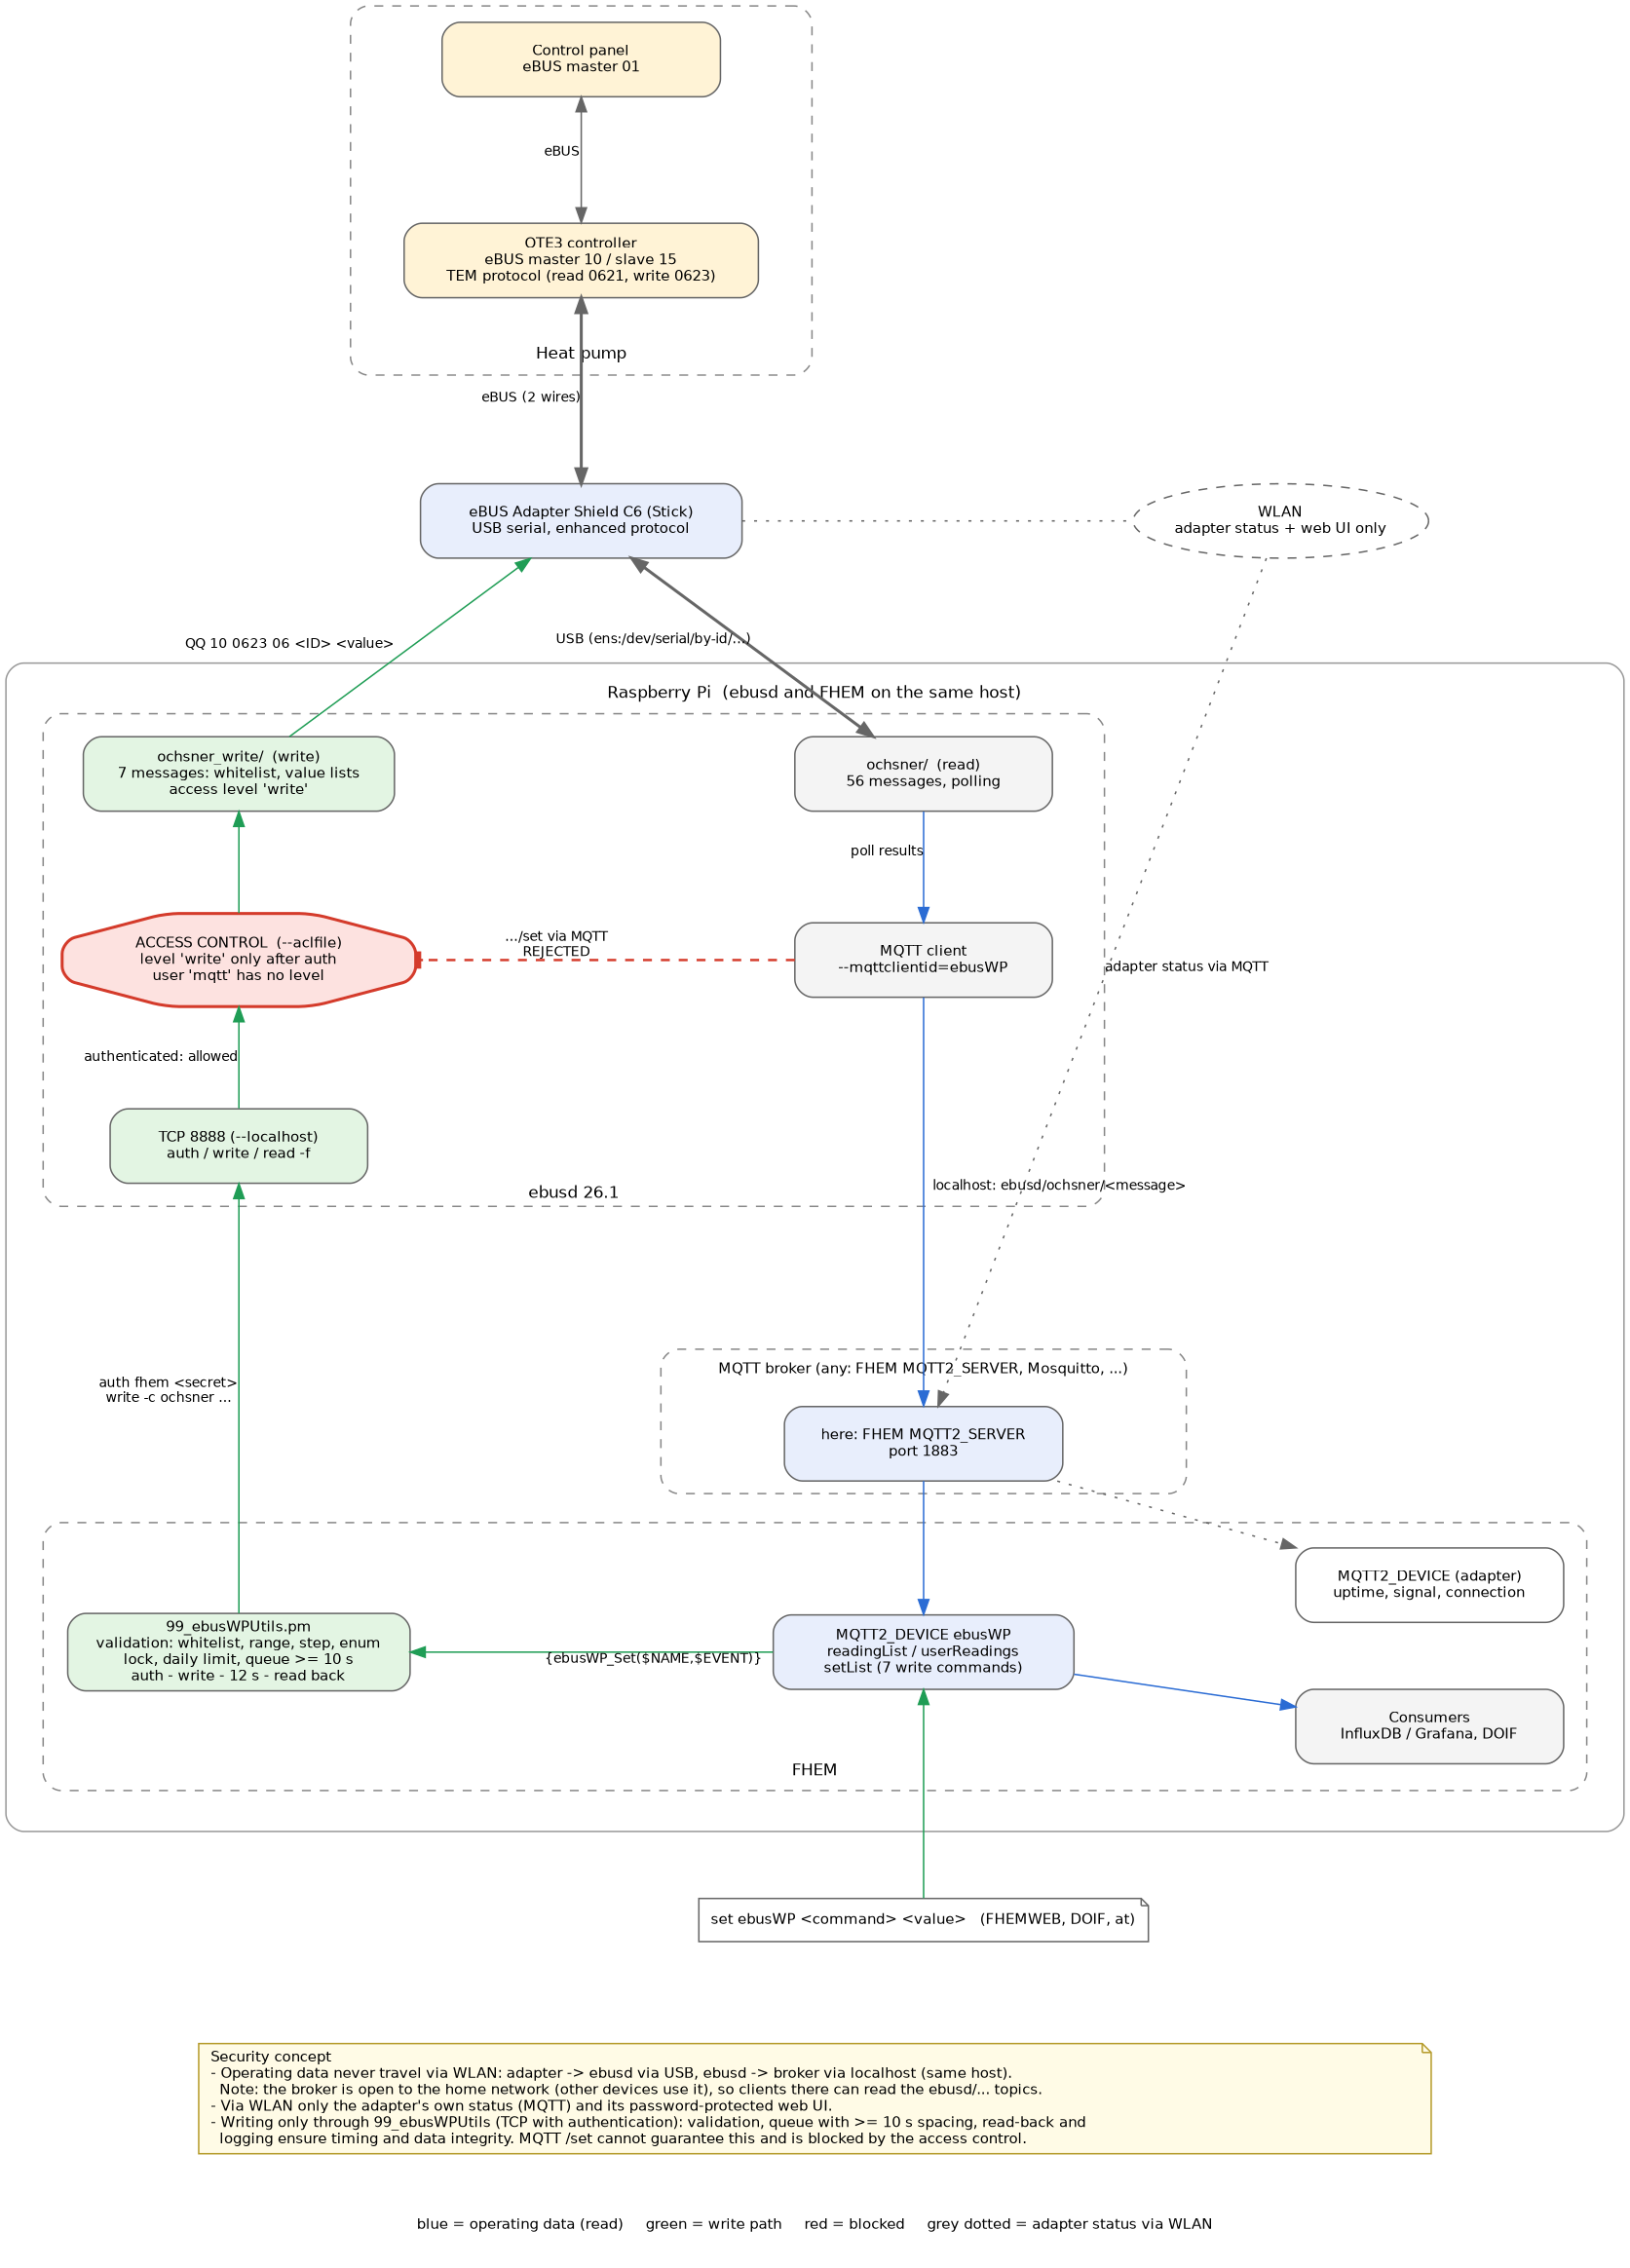 Control panel
eBUS master 01
eBUS
OTE3 controller
eBUS master 10 / slave 15
TEM protocol (read 0621, write 0623)
Heat pump
eBUS (2 wires)
eBUS Adapter Shield C6 (Stick)
USB serial, enhanced protocol
WLAN
adapter status + web UI only
QQ 10 0623 06 <ID> <value>
USB (ens:/dev/serial/by-id/...)
Raspberry Pi  (ebusd and FHEM on the same host)
ochsner_write/  (write)
7 messages: whitelist, value lists
access level 'write'
ochsner/  (read)
56 messages, polling
poll results
ACCESS CONTROL  (--aclfile)
level 'write' only after auth
user 'mqtt' has no level
.../set via MQTT
REJECTED
MQTT client
--mqttclientid=ebusWP
adapter status via MQTT
authenticated: allowed
TCP 8888 (--localhost)
auth / write / read -f
ebusd 26.1
localhost: ebusd/ochsner/<message>
auth fhem <secret>
write -c ochsner ...
MQTT broker (any: FHEM MQTT2_SERVER, Mosquitto, ...)
here: FHEM MQTT2_SERVER
port 1883
MQTT2_DEVICE (adapter)
uptime, signal, connection
99_ebusWPUtils.pm
validation: whitelist, range, step, enum
lock, daily limit, queue >= 10 s
auth - write - 12 s - read back
{ebusWP_Set($NAME,$EVENT)}
MQTT2_DEVICE ebusWP
readingList / userReadings
setList (7 write commands)
Consumers
InfluxDB / Grafana, DOIF
FHEM
set ebusWP <command> <value>   (FHEMWEB, DOIF, at)
Security concept
- Operating data never travel via WLAN: adapter -> ebusd via USB, ebusd -> broker via localhost (same host).
Note: the broker is open to the home network (other devices use it), so clients there can read the ebusd/... topics.
- Via WLAN only the adapter's own status (MQTT) and its password-protected web UI.
- Writing only through 99_ebusWPUtils (TCP with authentication): validation, queue with >= 10 s spacing, read-back and
logging ensure timing and data integrity. MQTT /set cannot guarantee this and is blocked by the access control.
blue = operating data (read)     green = write path     red = blocked     grey dotted = adapter status via WLAN